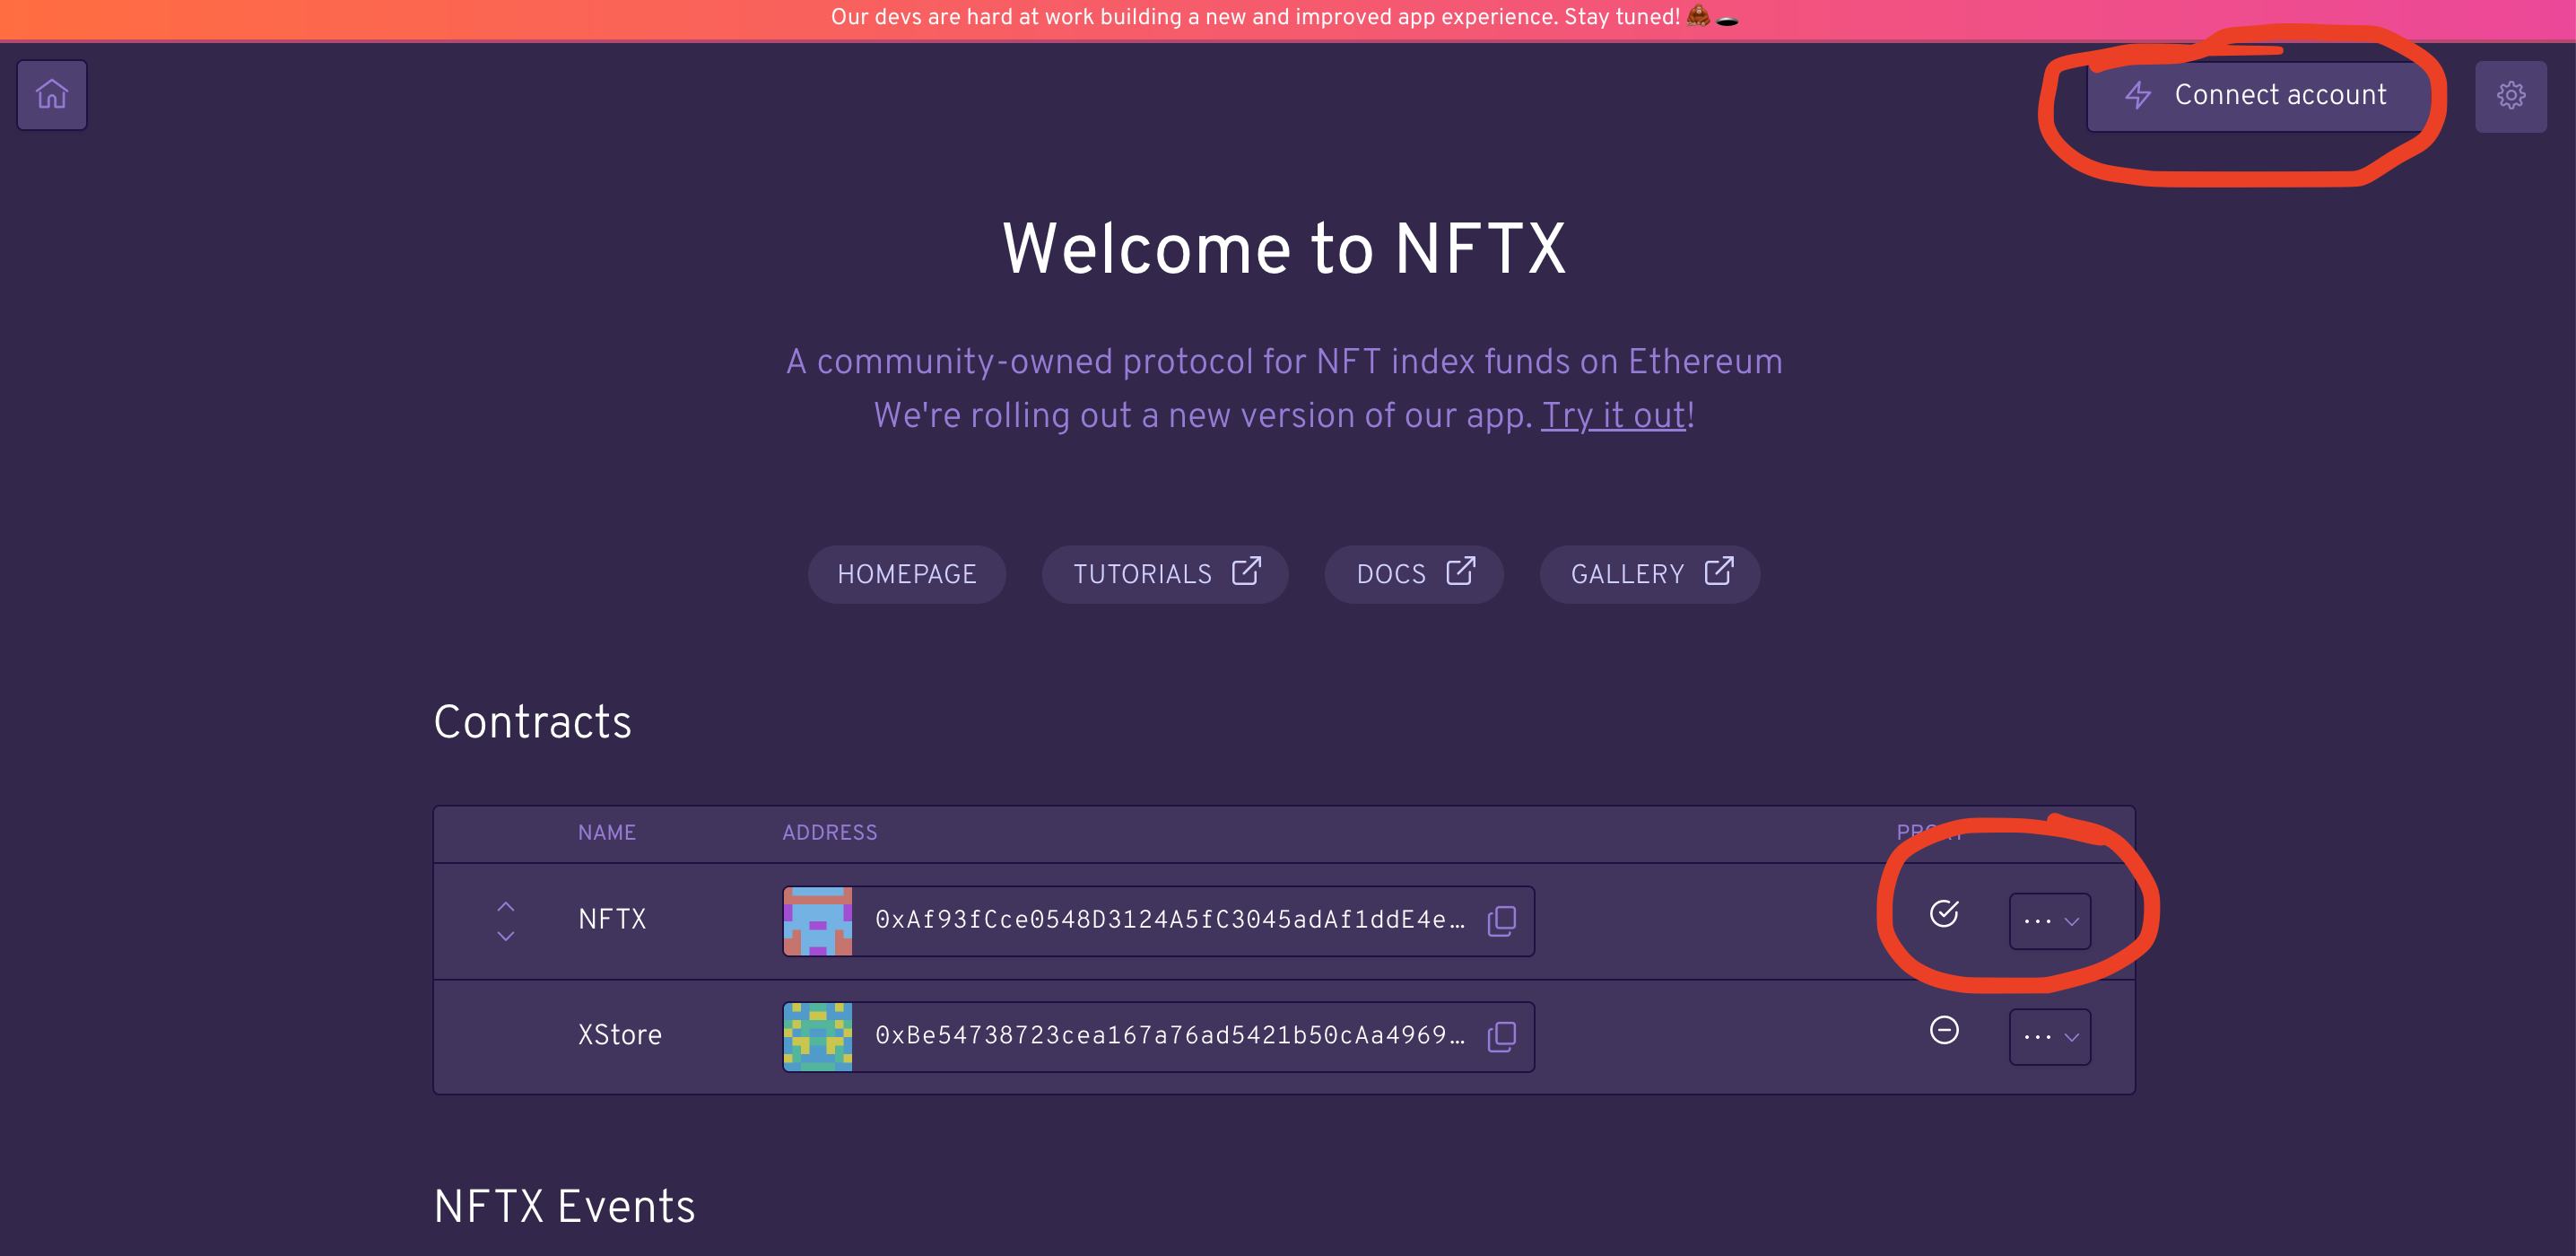 Our devs are hard at work building a new and improved app experience. Stay tuned! 🦧🕳️
Connect account
Welcome to NFTX
A community-owned protocol for NFT index funds on Ethereum
We're rolling out a new version of our app. Try it out!
HOMEPAGE TUTORIALS DOCS GALLERY
Contracts
NAME ADDRESS PROXY
NFTX 0xAf93fCce0548D3124A5fC3045adAf1ddE4e... ...
XStore 0xBe54738723cea167a76ad5421b50cAa4969... ...
NFTX Events